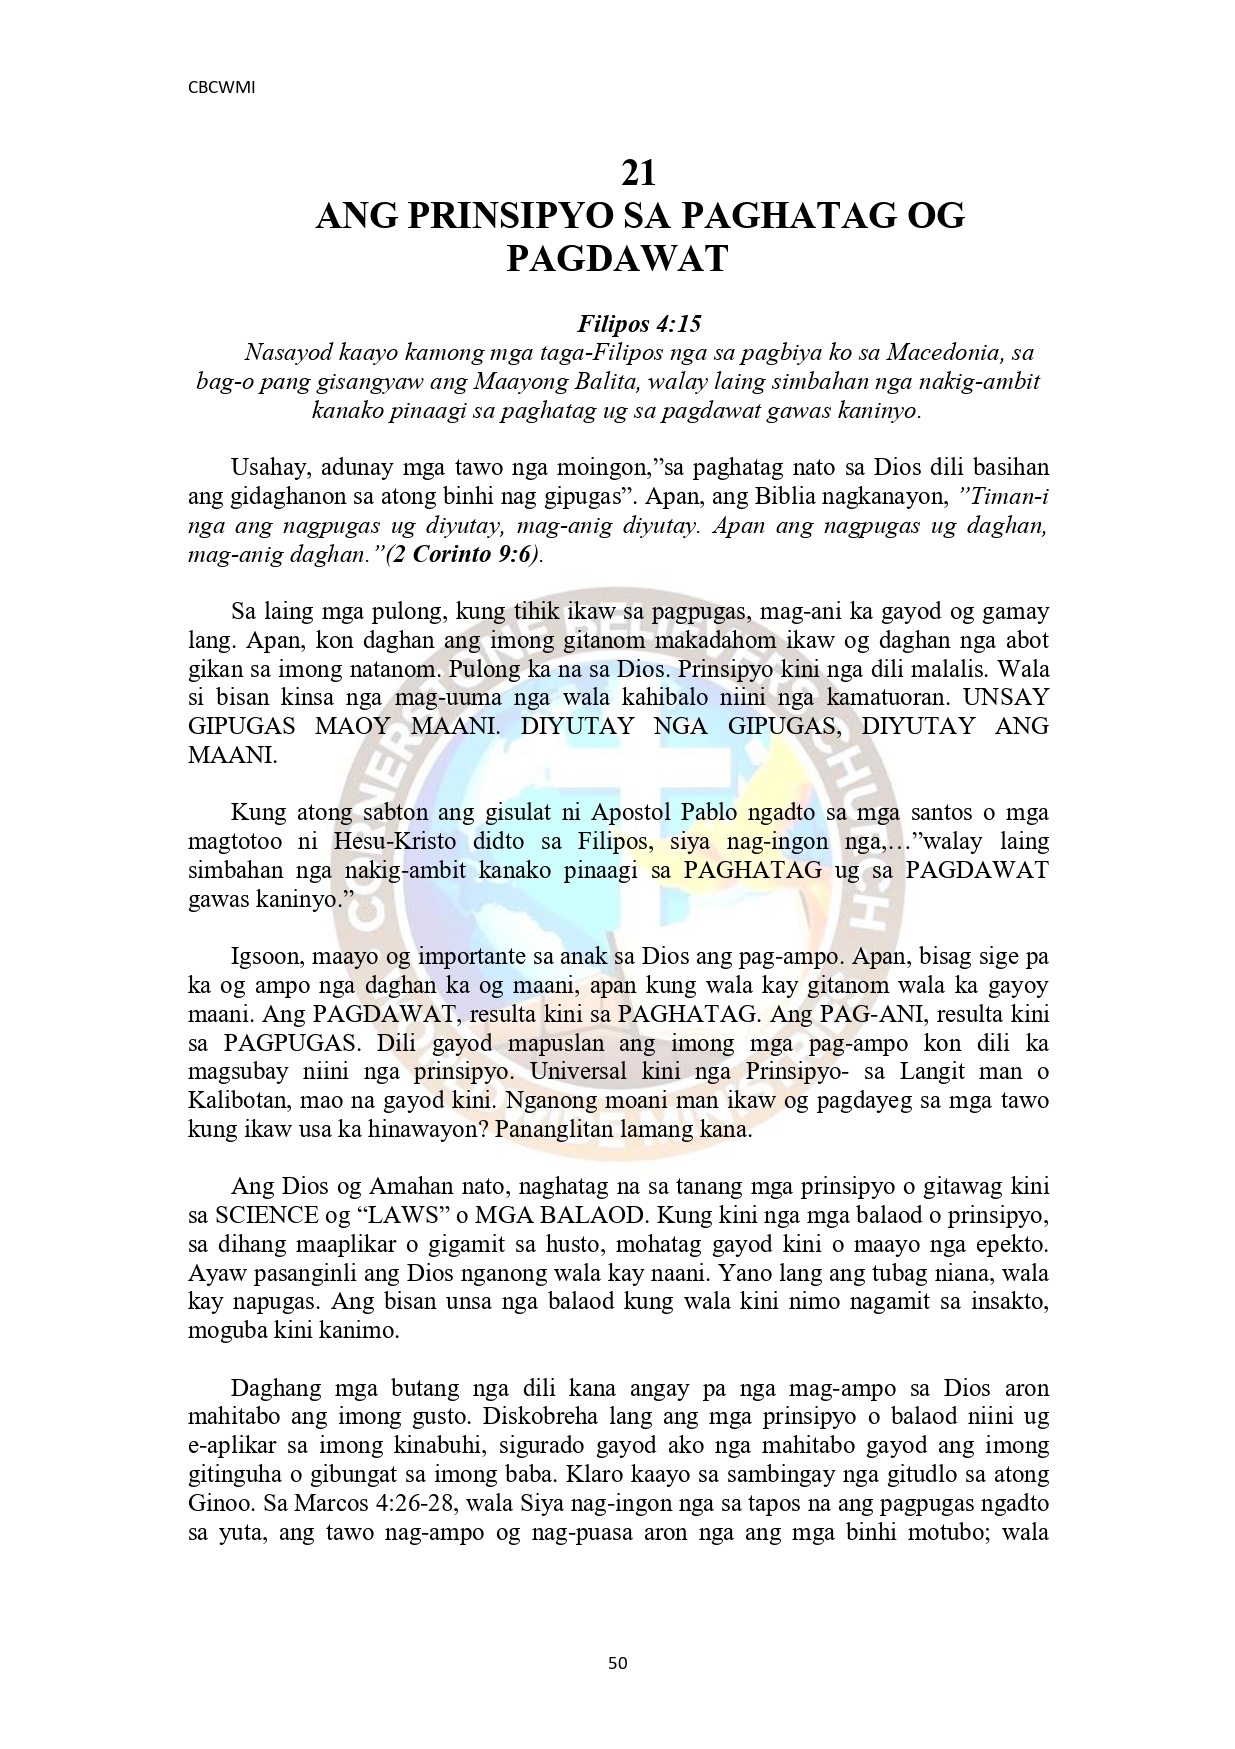 CBCWMI
21
ANG PRINSIPYO SA PAGHATAG OG
PAGDAWAT
Filipos 4:15
Nasayod kaayo kamong mga taga-Filipos nga sa pagbiya ko sa Macedonia, sa
bag-o pang gisangyaw ang Maayong Balita, walay laing simbahan nga nakig-ambit
kanako pinaagi sa paghatag ug sa pagdawat gawas kaninyo.
Usahay, adunay mga tawo nga moingon,”sa paghatag nato sa Dios dili basihan
ang gidaghanon sa atong binhi nag gipugas”. Apan, ang Biblia nagkanayon, ”Timan-i
nga ang nagpugas ug diyutay, mag-anig diyutay. Apan ang nagpugas ug daghan,
mag-anig daghan.”(2 Corinto 9:6).
Sa laing mga pulong, kung tihik ikaw sa pagpugas, mag-ani ka gayod og gamay
lang. Apan, kon daghan ang imong gitanom makadahom ikaw og daghan nga abot
gikan sa imong natanom. Pulong ka na sa Dios. Prinsipyo kini nga dili malalis. Wala
si bisan kinsa nga mag-uuma nga wala kahibalo niini nga kamatuoran. UNSAY
GIPUGAS MAOY MAANI. DIYUTAY NGA GIPUGAS, DIYUTAY ANG
MAANI.
Kung atong sabton ang gisulat ni Apostol Pablo ngadto sa mga santos o mga
magtotoo ni Hesu-Kristo didto sa Filipos, siya nag-ingon nga,…”walay laing
simbahan nga nakig-ambit kanako pinaagi sa PAGHATAG ug sa PAGDAWAT
gawas kaninyo.”
Igsoon, maayo og importante sa anak sa Dios ang pag-ampo. Apan, bisag sige pa
ka og ampo nga daghan ka og maani, apan kung wala kay gitanom wala ka gayoy
maani. Ang PAGDAWAT, resulta kini sa PAGHATAG. Ang PAG-ANI, resulta kini
sa PAGPUGAS. Dili gayod mapuslan ang imong mga pag-ampo kon dili ka
magsubay niini nga prinsipyo. Universal kini nga Prinsipyo- sa Langit man o
Kalibotan, mao na gayod kini. Nganong moani man ikaw og pagdayeg sa mga tawo
kung ikaw usa ka hinawayon? Pananglitan lamang kana.
Ang Dios og Amahan nato, naghatag na sa tanang mga prinsipyo o gitawag kini
sa SCIENCE og “LAWS” o MGA BALAOD. Kung kini nga mga balaod o prinsipyo,
sa dihang maaplikar o gigamit sa husto, mohatag gayod kini o maayo nga epekto.
Ayaw pasanginli ang Dios nganong wala kay naani. Yano lang ang tubag niana, wala
kay napugas. Ang bisan unsa nga balaod kung wala kini nimo nagamit sa insakto,
moguba kini kanimo.
Daghang mga butang nga dili kana angay pa nga mag-ampo sa Dios aron
mahitabo ang imong gusto. Diskobreha lang ang mga prinsipyo o balaod niini ug
e-aplikar sa imong kinabuhi, sigurado gayod ako nga mahitabo gayod ang imong
gitinguha o gibungat sa imong baba. Klaro kaayo sa sambingay nga gitudlo sa atong
Ginoo. Sa Marcos 4:26-28, wala Siya nag-ingon nga sa tapos na ang pagpugas ngadto
sa yuta, ang tawo nag-ampo og nag-puasa aron nga ang mga binhi motubo; wala
CORNERSTONE BELIEVERS CHURCH
WORLDWIDE MINISTRIES
50